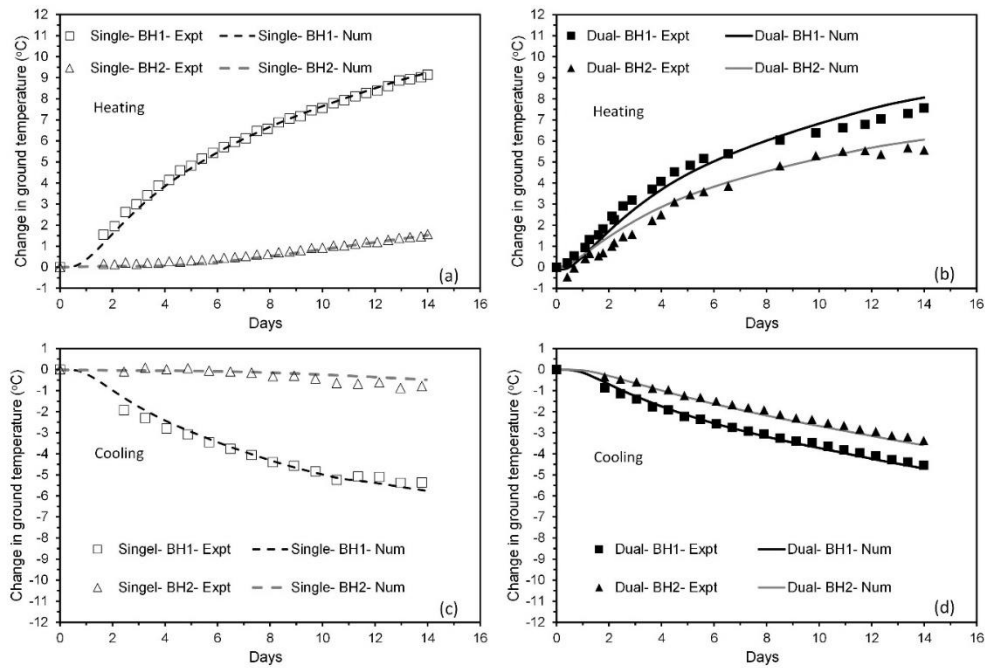 Change in ground temperature (°C)
12
11
10
9
8
7
6
5
4
3
2
1
0
-1
Single- BH1- Expt
Single- BH1- Num
Single- BH2- Expt
Single- BH2- Num
Heating
(a)
0 2 4 6 8 10 12 14 16
Days
Change in ground temperature (°C)
12
11
10
9
8
7
6
5
4
3
2
1
0
-1
Dual- BH1- Expt
Dual- BH1- Num
Dual- BH2- Expt
Dual- BH2- Num
Heating
(b)
0 2 4 6 8 10 12 14 16
Days
Change in ground temperature (°C)
1
0
-1
-2
-3
-4
-5
-6
-7
-8
-9
-10
-11
-12
Cooling
Singel- BH1- Expt
Single- BH1- Num
Singel- BH2- Expt
Single- BH2- Num
(c)
0 2 4 6 8 10 12 14 16
Days
Change in ground temperature (°C)
1
0
-1
-2
-3
-4
-5
-6
-7
-8
-9
-10
-11
-12
Cooling
Dual- BH1- Expt
Dual- BH1- Num
Dual- BH2- Expt
Dual- BH2- Num
(d)
0 2 4 6 8 10 12 14 16
Days